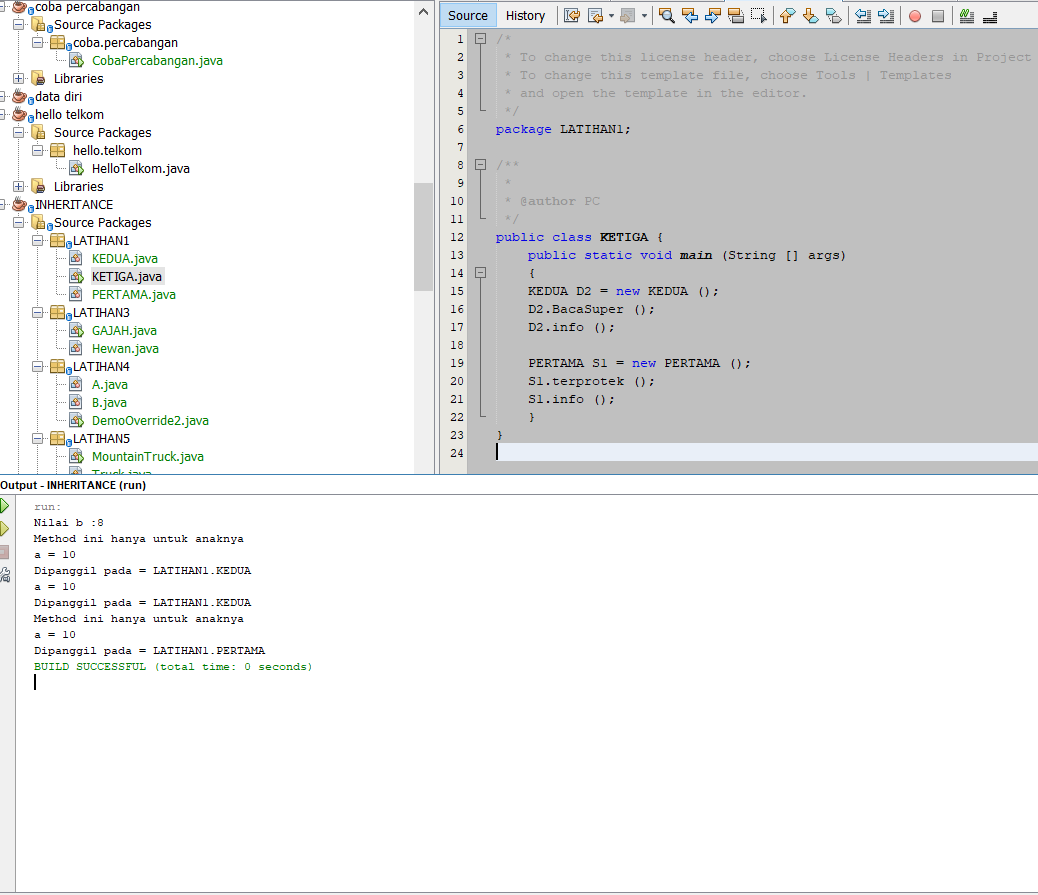 coba percabangan
Source Packages
coba.percabangan
CobaPercabangan.java
Libraries
data diri
hello telkom
Source Packages
hello.telkom
HelloTelkom.java
Libraries
INHERITANCE
Source Packages
LATIHAN1
KEDUA.java
KETIGA.java
PERTAMA.java
LATIHAN3
GAJAH.java
Hewan.java
LATIHAN4
A.java
B.java
DemoOverride2.java
LATIHAN5
MountainTruck.java
Truck.java
Source History
1 /*
2 * To change this license header, choose License Headers in Project
3 * To change this template file, choose Tools | Templates
4 * and open the template in the editor.
5 */
6 package LATIHAN1;
7
8 /**
9 *
10 * @author PC
11 */
12 public class KETIGA {
13 public static void main (String [] args)
14 {
15 KEDUA D2 = new KEDUA ();
16 D2.BacaSuper ();
17 D2.info ();
18
19 PERTAMA S1 = new PERTAMA ();
20 S1.terprotek ();
21 S1.info ();
22 }
23 }
24
Output - INHERITANCE (run)
run:
Nilai b :8
Method ini hanya untuk anaknya
a = 10
Dipanggil pada = LATIHAN1.KEDUA
a = 10
Dipanggil pada = LATIHAN1.KEDUA
Method ini hanya untuk anaknya
a = 10
Dipanggil pada = LATIHAN1.PERTAMA
BUILD SUCCESSFUL (total time: 0 seconds)